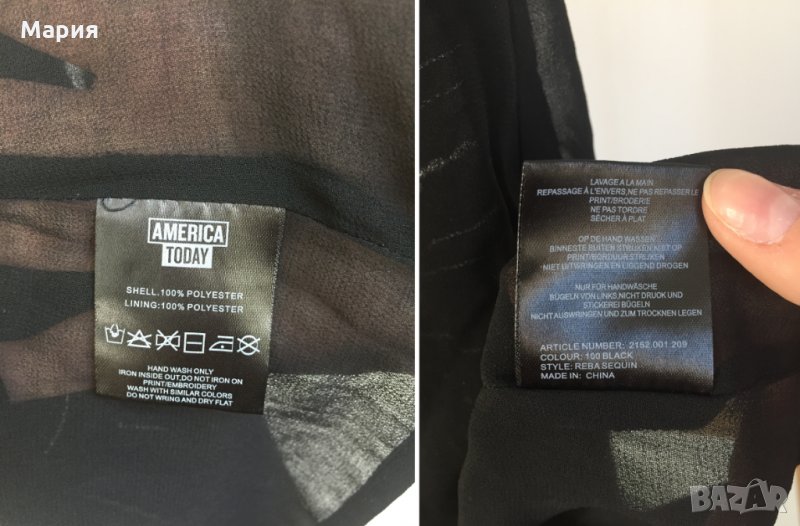 Мария
AMERICA
TODAY
SHELL:100% POLYESTER
LINING:100% POLYESTER
HAND WASH ONLY
IRON INSIDE OUT,DO NOT IRON ON
PRINT/EMBROIDERY
WASH WITH SIMILAR COLORS
DO NOT WRING AND DRY FLAT
LAVAGE A LA MAIN
REPASSAGE À L'ENVERS,NE PAS REPASSER LE
PRINT/BRODERIE
NE PAS TORDRE
SÈCHER À PLAT
OP DE HAND WASSEN
BINNESTE BUITEN STRIJKEN,NIET OP
PRINT/BORDUUR STRIJKEN
NIET UITWRINGEN EN LIGGEND DROGEN
NUR FÜR HANDWÄSCHE
BÜGELN VON LINKS,NICHT DRUCK UND
STICKEREI BÜGELN
NICHT AUSWRINGEN UND ZUM TROCKNEN LEGEN
ARTICLE NUMBER: 2152.001.209
COLOUR: 100 BLACK
STYLE: REBA SEQUIN
MADE IN: CHINA
BAZAR